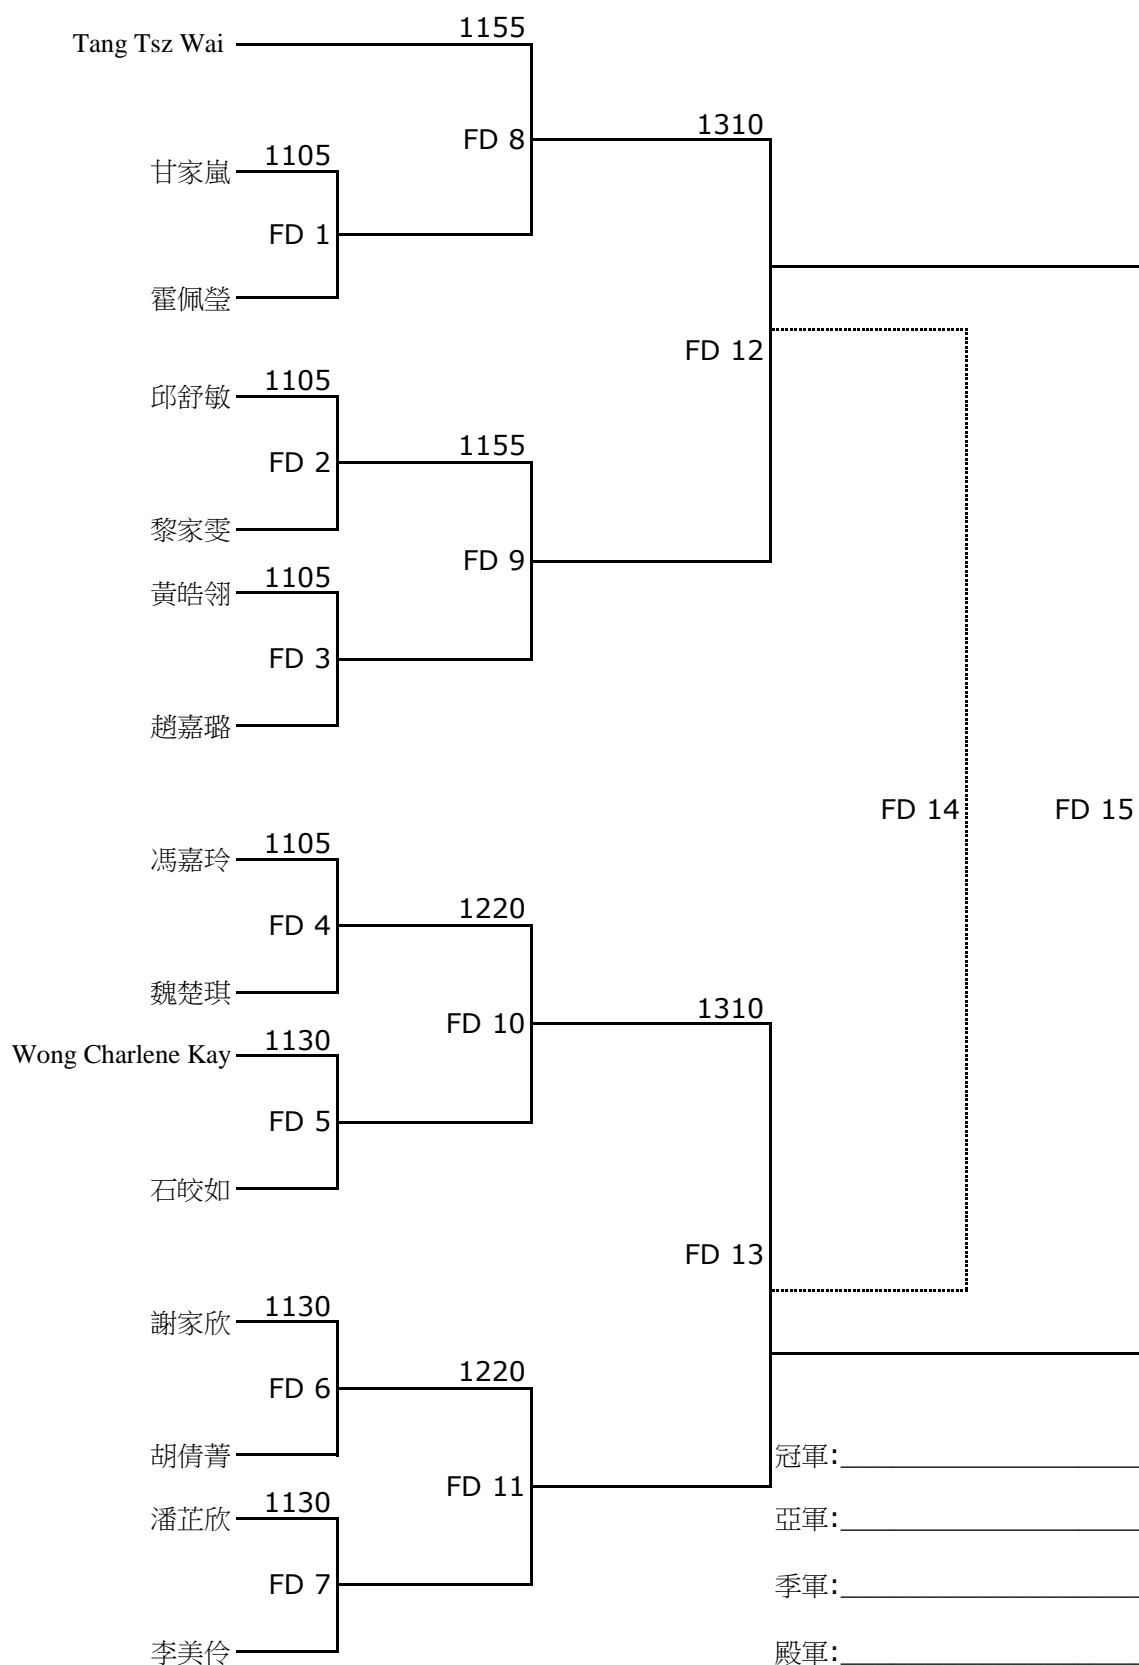 1155
Tang Tsz Wai
1310
FD 8
1105
甘家嵐
FD 1
霍佩瑩
FD 12
1105
邱舒敏
1155
FD 2
黎家雯
FD 9
1105
黃皓翎
FD 3
趙嘉璐
FD 14
FD 15
1105
馮嘉玲
1220
FD 4
魏楚琪
1310
FD 10
1130
Wong Charlene Kay
FD 5
石皎如
FD 13
1130
謝家欣
1220
FD 6
胡倩菁
冠軍:
FD 11
1130
潘芷欣
亞軍:
FD 7
季軍:
李美伶
殿軍: